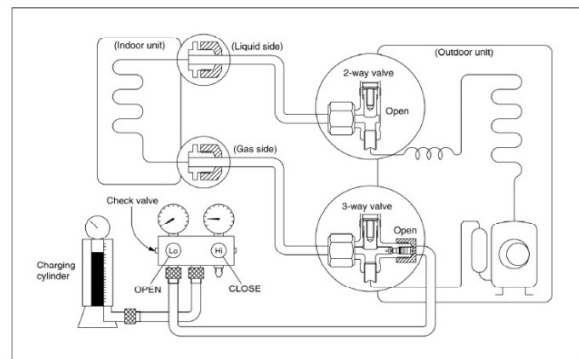 (Indoor unit)
(Liquid side)
(Outdoor unit)
2-way valve
Open
(Gas side)
3-way valve
Open
Check valve
Lo
Hi
Charging
cylinder
OPEN
CLOSE